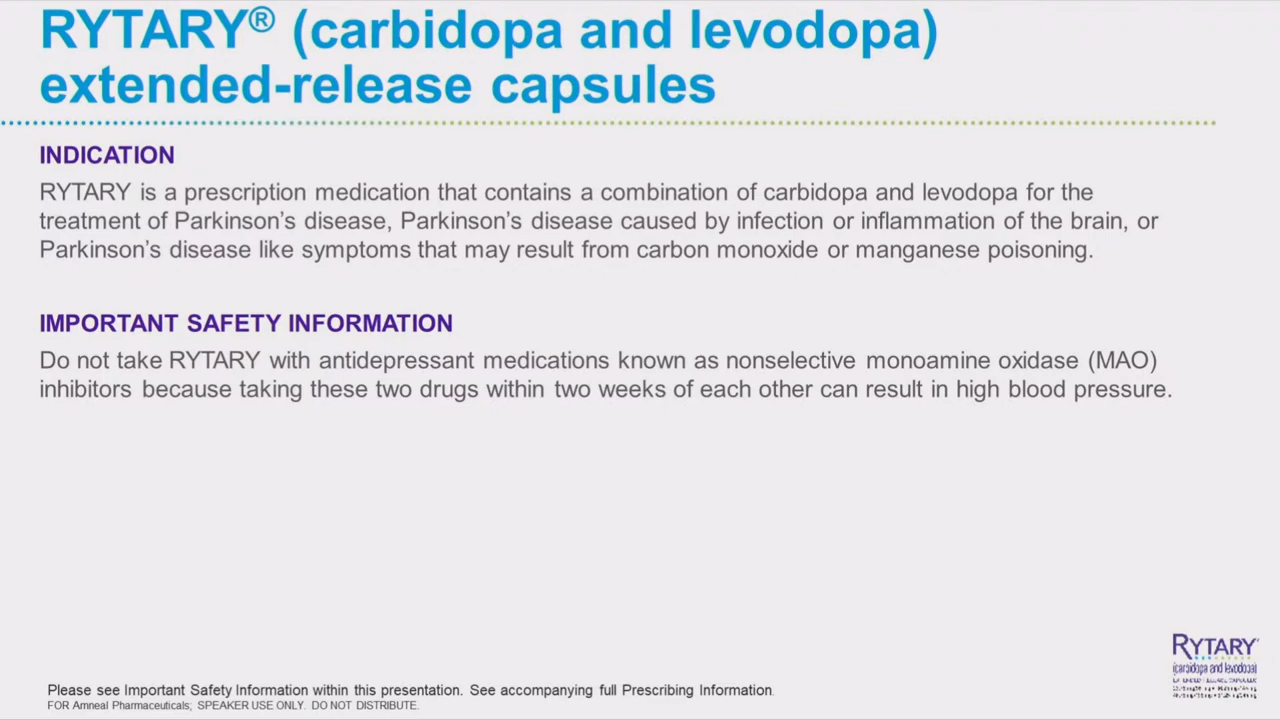 RYTARY® (carbidopa and levodopa)
extended-release capsules
INDICATION
RYTARY is a prescription medication that contains a combination of carbidopa and levodopa for the
treatment of Parkinson's disease, Parkinson's disease caused by infection or inflammation of the brain, or
Parkinson's disease like symptoms that may result from carbon monoxide or manganese poisoning.
IMPORTANT SAFETY INFORMATION
Do not take RYTARY with antidepressant medications known as nonselective monoamine oxidase (MAO)
inhibitors because taking these two drugs within two weeks of each other can result in high blood pressure.
RYTARY
(carbidopa and levodopa)
Please see Important Safety Information within this presentation. See accompanying full Prescribing Information.
FOR Amneal Pharmaceuticals; SPEAKER USE ONLY. DO NOT DISTRIBUTE.